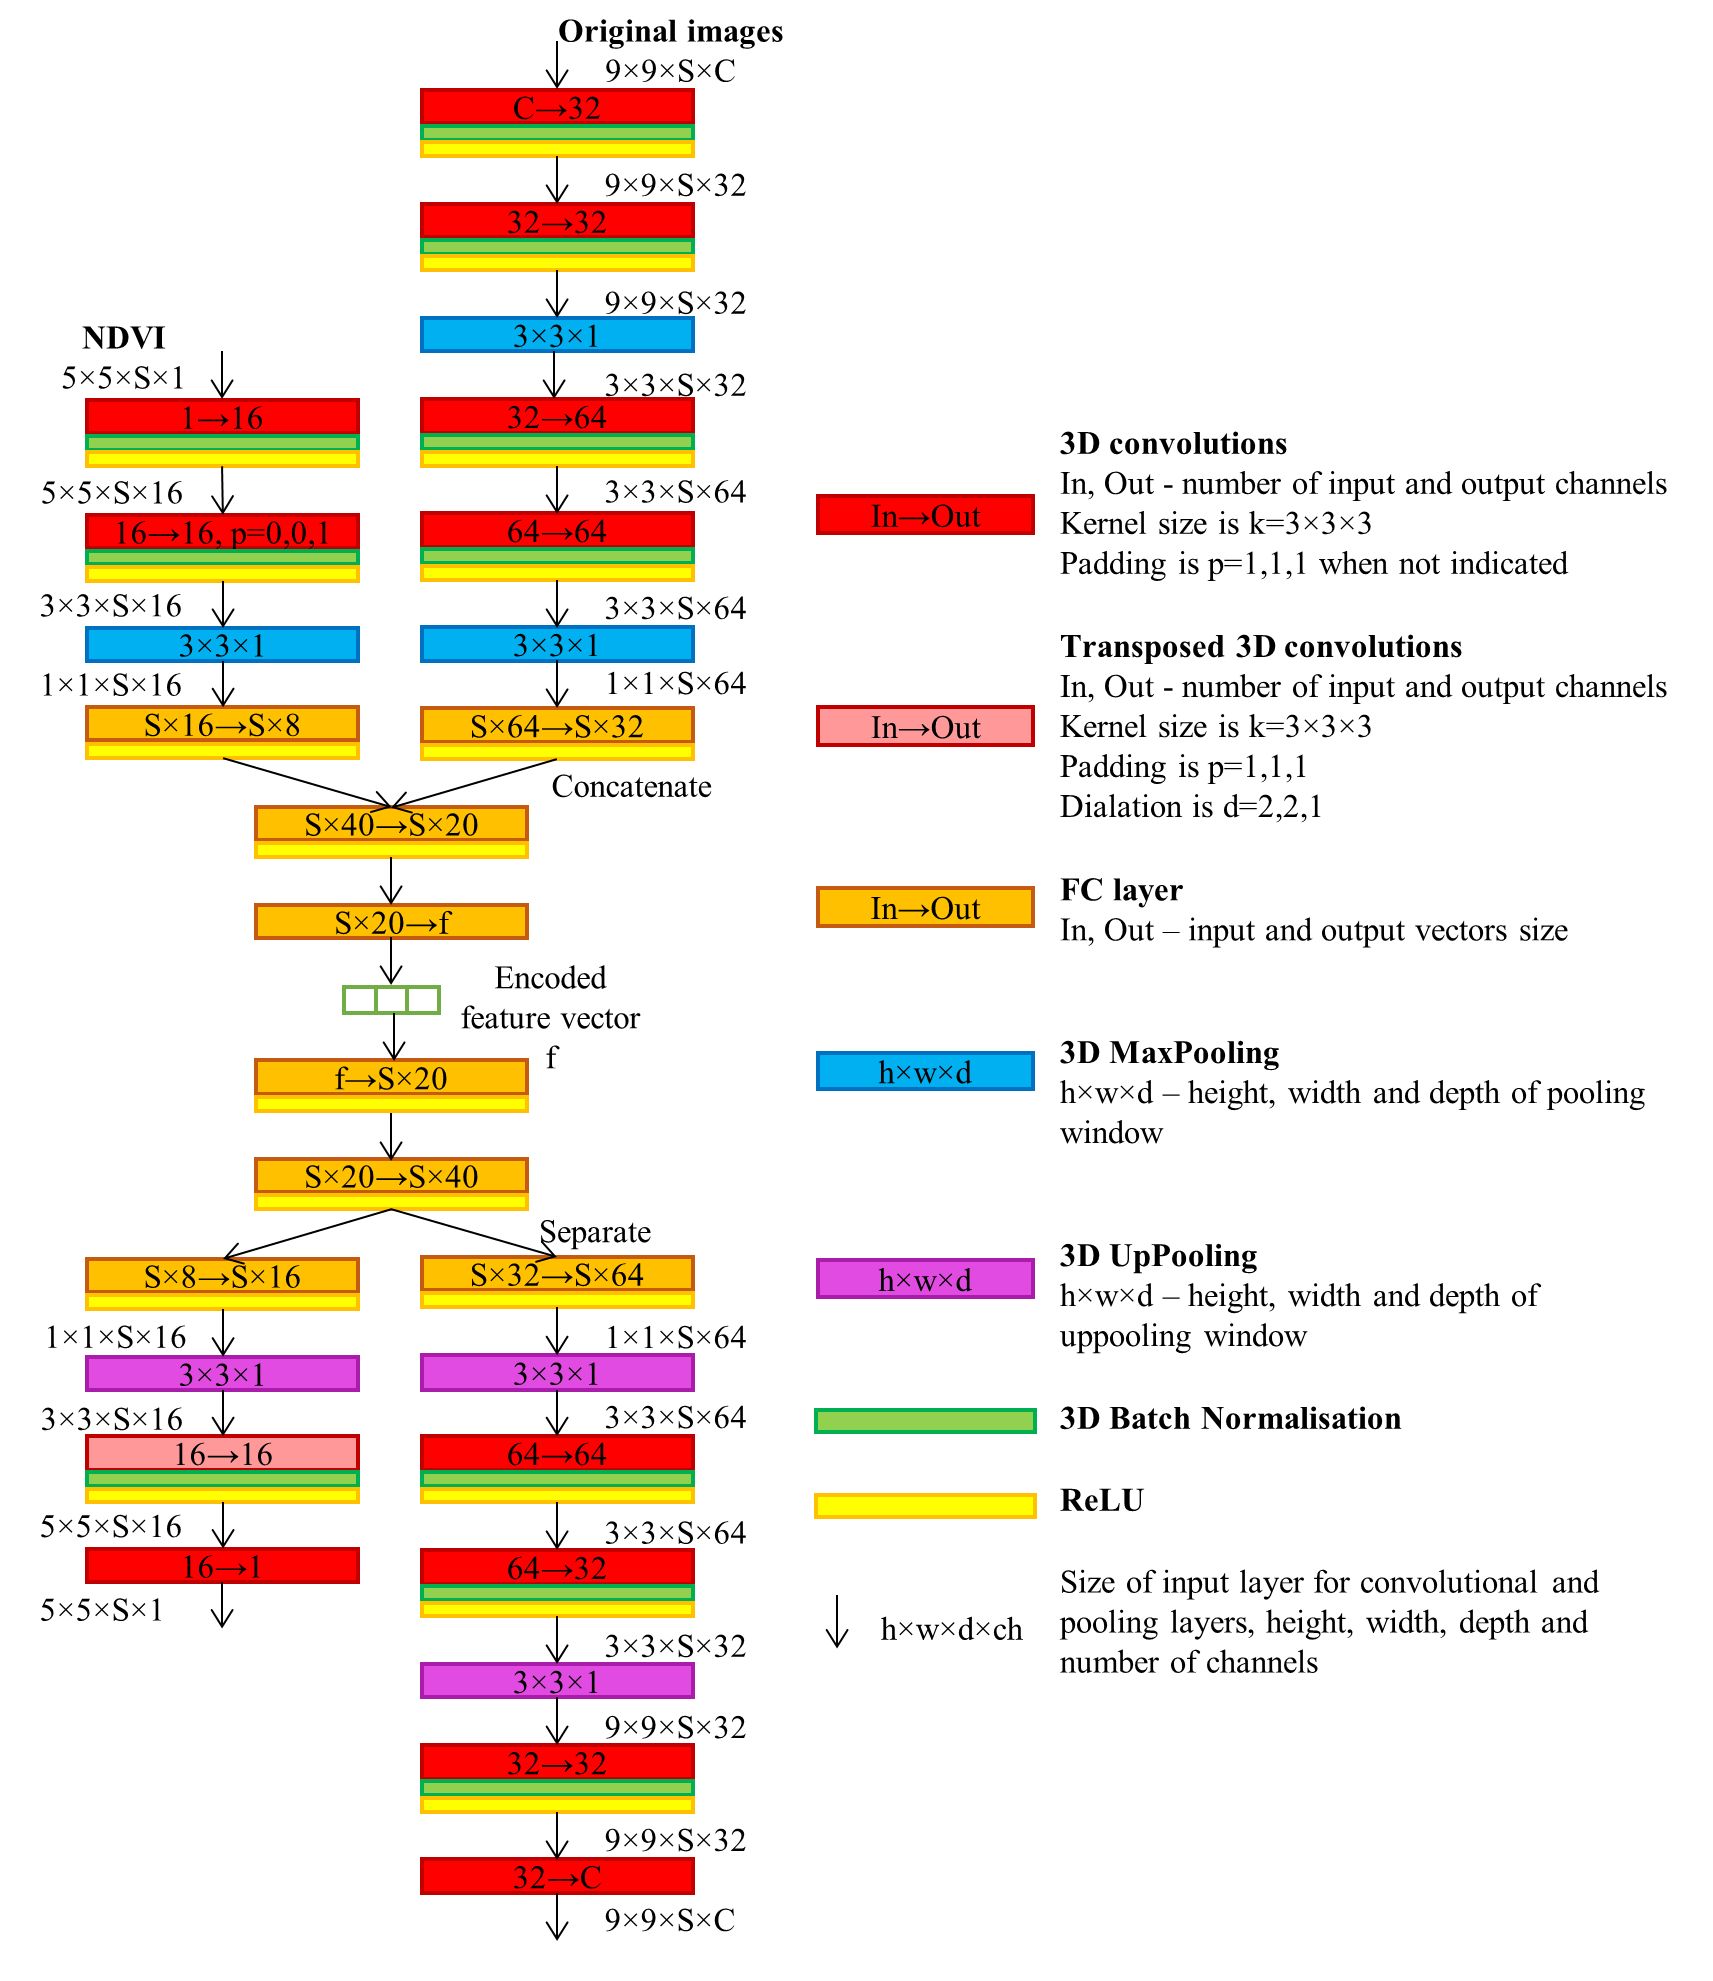 Original images
9×9×S×C
C→32
9×9×S×32
32→32
9×9×S×32
3×3×1
3×3×S×32
32→64
3×3×S×64
64→64
3×3×S×64
3×3×1
1×1×S×64
S×64→S×32
NDVI
5×5×S×1
1→16
5×5×S×16
16→16, p=0,0,1
3×3×S×16
3×3×1
1×1×S×16
S×16→S×8
Concatenate
S×40→S×20
S×20→f
Encoded
feature vector
f
f→S×20
S×20→S×40
Separate
S×8→S×16
1×1×S×16
3×3×1
3×3×S×16
16→16
5×5×S×16
16→1
5×5×S×1
S×32→S×64
1×1×S×64
3×3×1
3×3×S×64
64→64
3×3×S×64
64→32
3×3×S×32
3×3×1
9×9×S×32
32→32
9×9×S×32
32→C
9×9×S×C
In→Out
3D convolutions
In, Out - number of input and output channels
Kernel size is k=3×3×3
Padding is p=1,1,1 when not indicated
In→Out
Transposed 3D convolutions
In, Out - number of input and output channels
Kernel size is k=3×3×3
Padding is p=1,1,1
Dialation is d=2,2,1
In→Out
FC layer
In, Out – input and output vectors size
h×w×d
3D MaxPooling
h×w×d – height, width and depth of pooling
window
h×w×d
3D UpPooling
h×w×d – height, width and depth of
uppooling window
3D Batch Normalisation
ReLU
h×w×d×ch
Size of input layer for convolutional and
pooling layers, height, width, depth and
number of channels